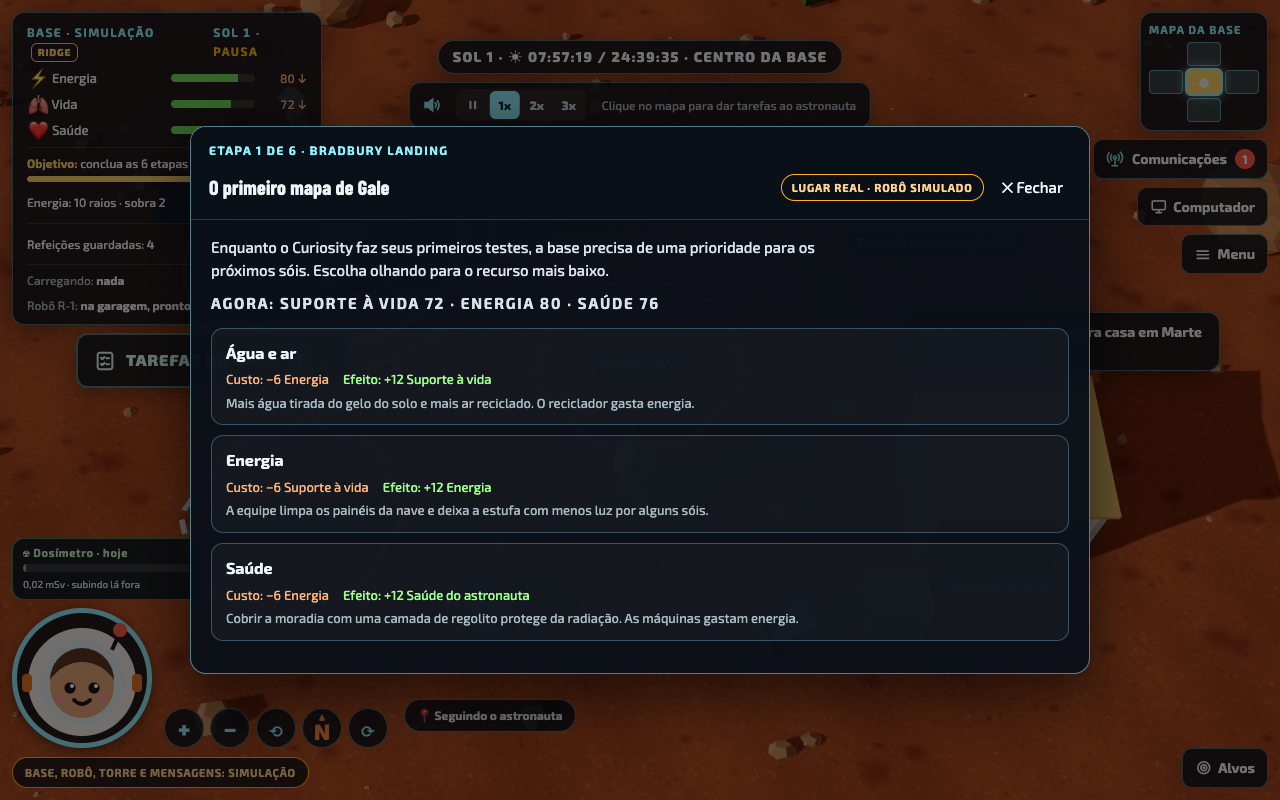 BASE · SIMULAÇÃO
RIDGE
SOL 1 · PAUSA
Energia 80 ↓
Vida 72 ↓
Saúde
Objetivo: conclua as 6 etapas
Energia: 10 raios · sobra 2
Refeições guardadas: 4
Carregando: nada
Robô R-1: na garagem, pronto
TAREFAS
SOL 1 · ☀ 07:57:19 / 24:39:35 · CENTRO DA BASE
1x 2x 3x Clique no mapa para dar tarefas ao astronauta
MAPA DA BASE
Comunicações 1
Computador
Menu
ra casa em Marte
ETAPA 1 DE 6 · BRADBURY LANDING
O primeiro mapa de Gale
LUGAR REAL · ROBÔ SIMULADO
Fechar
Enquanto o Curiosity faz seus primeiros testes, a base precisa de uma prioridade para os
próximos sóis. Escolha olhando para o recurso mais baixo.
AGORA: SUPORTE À VIDA 72 · ENERGIA 80 · SAÚDE 76
Água e ar
Custo: −6 Energia Efeito: +12 Suporte à vida
Mais água tirada do gelo do solo e mais ar reciclado. O reciclador gasta energia.
Energia
Custo: −6 Suporte à vida Efeito: +12 Energia
A equipe limpa os painéis da nave e deixa a estufa com menos luz por alguns sóis.
Saúde
Custo: −6 Energia Efeito: +12 Saúde do astronauta
Cobrir a moradia com uma camada de regolito protege da radiação. As máquinas gastam energia.
☢ Dosímetro · hoje
0,02 mSv · subindo lá fora
N
Seguindo o astronauta
BASE, ROBÔ, TORRE E MENSAGENS: SIMULAÇÃO
Alvos